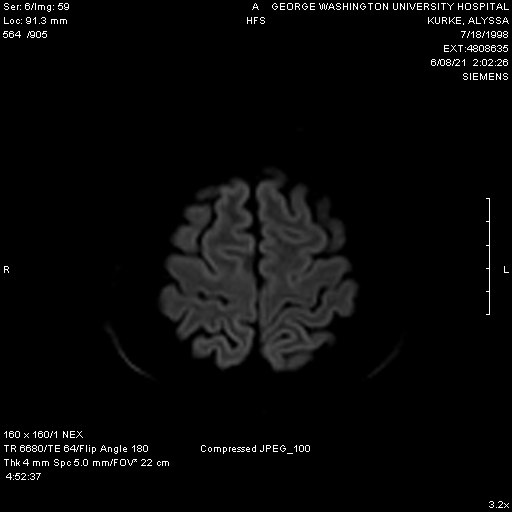 Ser: 6/Img: 59
Loc: 91.3 mm
564 /905
A
HFS
GEORGE WASHINGTON UNIVERSITY HOSPITAL
KURKE, ALYSSA
7/18/1998
EXT:4808635
6/08/21 2:02:26
SIEMENS
R
L
160 x 160/1 NEX
TR 6680/TE 64/Flip Angle 180
Thk 4 mm Spc 5.0 mm/FOV* 22 cm
4:52:37
Compressed JPEG_100
3.2x